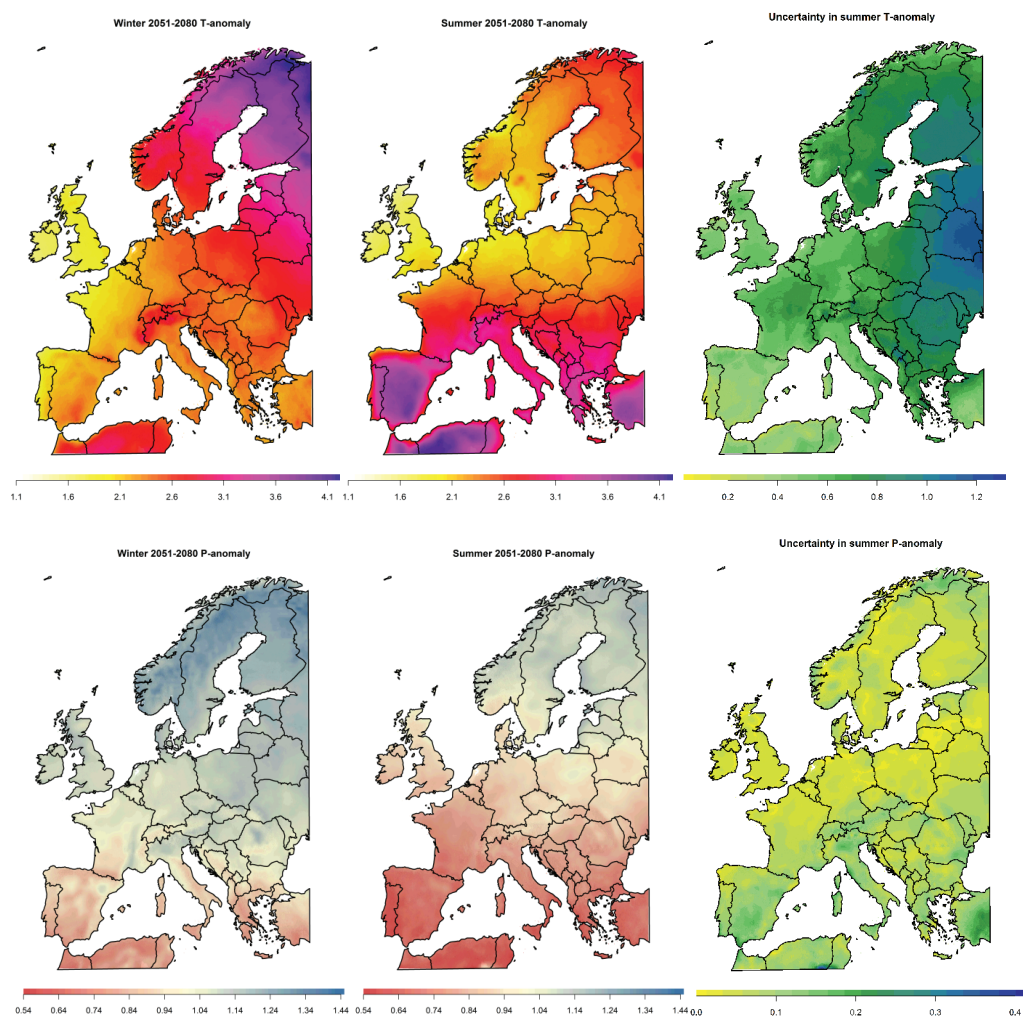 Winter 2051-2080 T-anomaly
Summer 2051-2080 T-anomaly
Uncertainty in summer T-anomaly
1.1 1.6 2.1 2.6 3.1 3.6 4.1
1.1 1.6 2.1 2.6 3.1 3.6 4.1
0.2 0.4 0.6 0.8 1.0 1.2
Winter 2051-2080 P-anomaly
Summer 2051-2080 P-anomaly
Uncertainty in summer P-anomaly
0.54 0.64 0.74 0.84 0.94 1.04 1.14 1.24 1.34 1.44
0.54 0.64 0.74 0.84 0.94 1.04 1.14 1.24 1.34 1.44
0.0 0.1 0.2 0.3 0.4